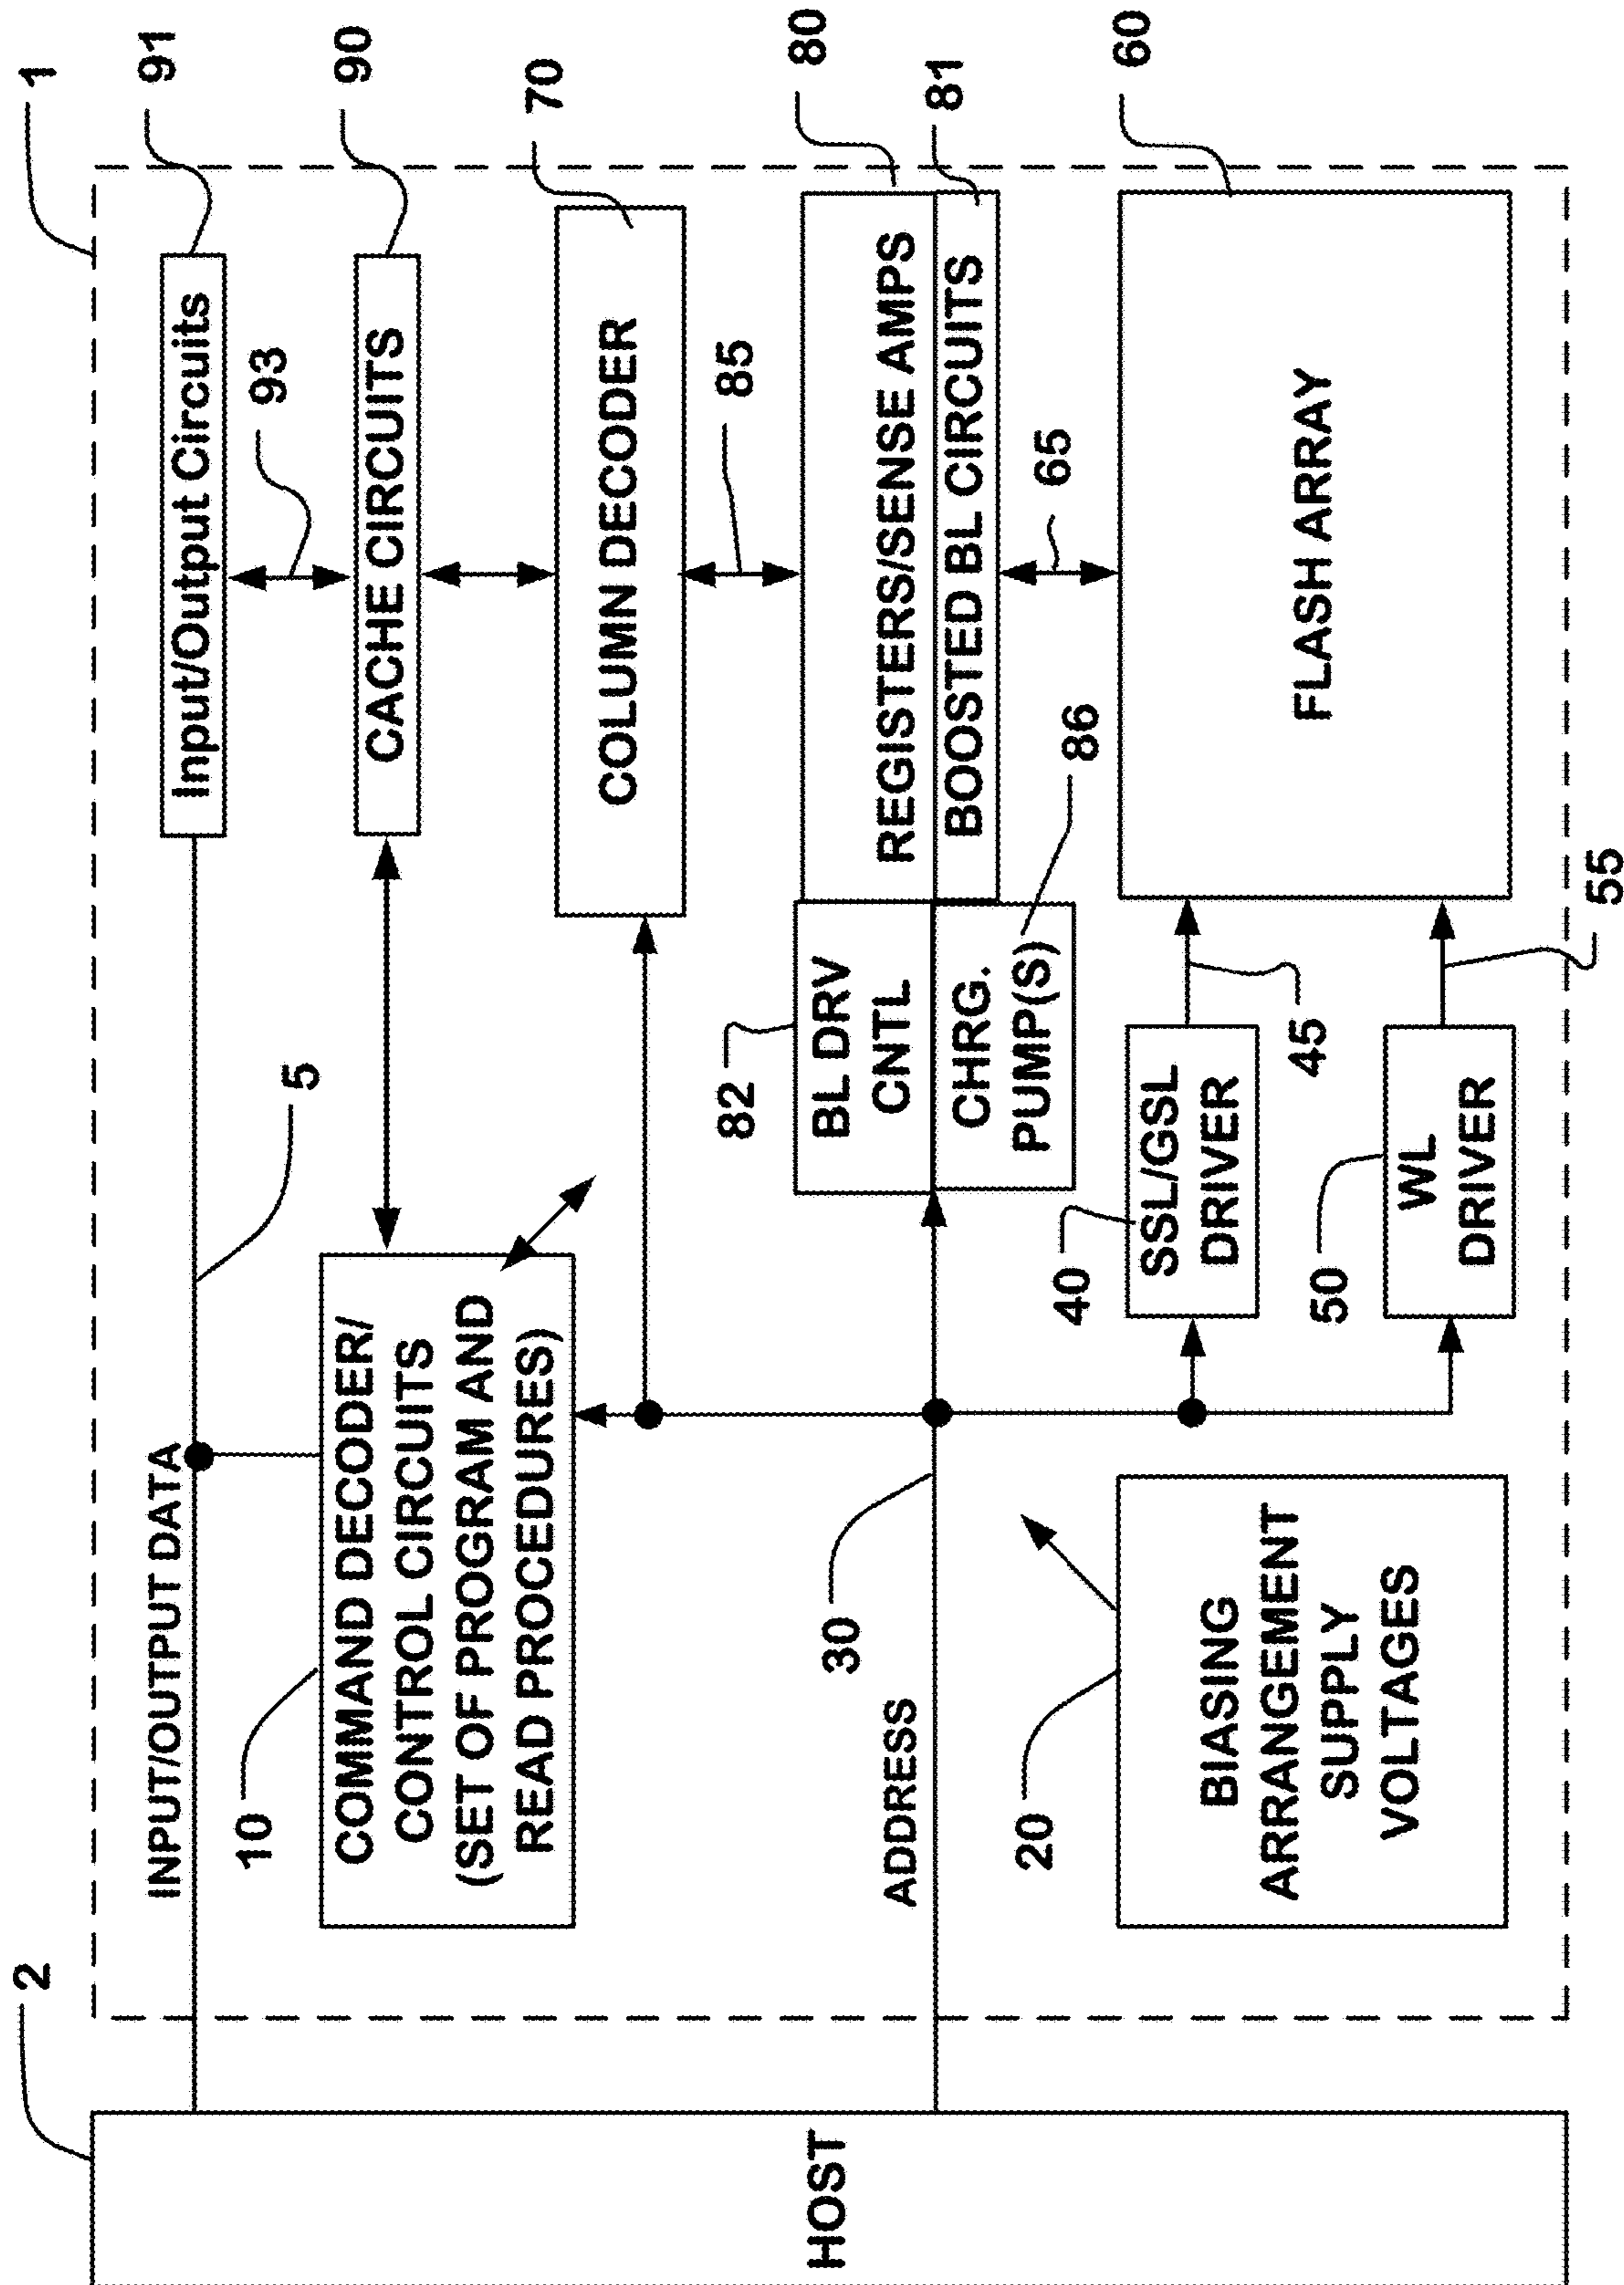 1
91
90
70
80
81
60
2
HOST
INPUT/OUTPUT DATA
5
Input/Output Circuits
93
CACHE CIRCUITS
10
COMMAND DECODER/
CONTROL CIRCUITS
(SET OF PROGRAM AND
READ PROCEDURES)
COLUMN DECODER
85
82
BL DRV
CNTL
REGISTERS/SENSE AMPS
BOOSTED BL CIRCUITS
CHRG.
PUMP(S)
86
65
ADDRESS
30
20
BIASING
ARRANGEMENT
SUPPLY
VOLTAGES
40
SSL/GSL
DRIVER
45
50
WL
DRIVER
55
FLASH ARRAY